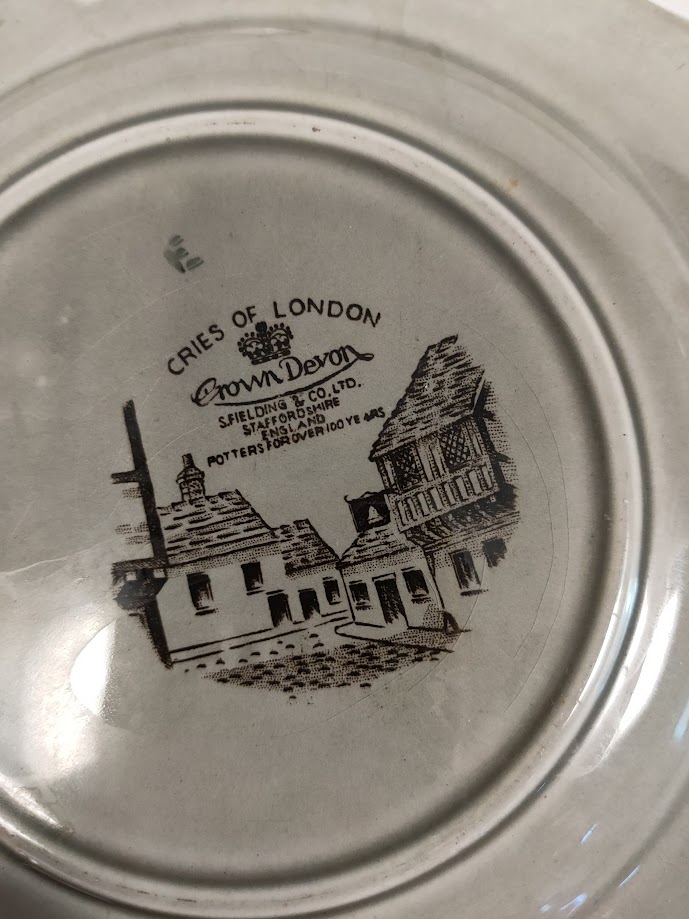 CRIES OF LONDON
Crown Devon
S. FIELDING & CO. LTD.
STAFFORDSHIRE
ENGLAND
POTTERS FOR OVER 100 YEARS